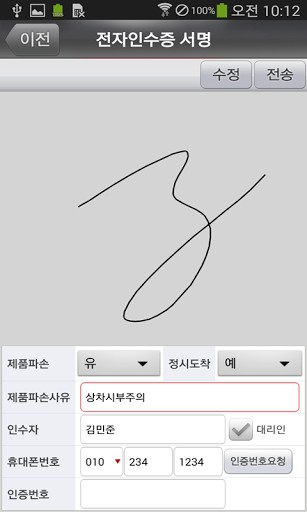 100% 오전 10:12
이전 전자인수증 서명
수정 전송
제품파손 유 정시도착 예
제품파손사유 상차시부주의
인수자 김민준 대리인
휴대폰번호 010 234 1234 인증번호요청
인증번호